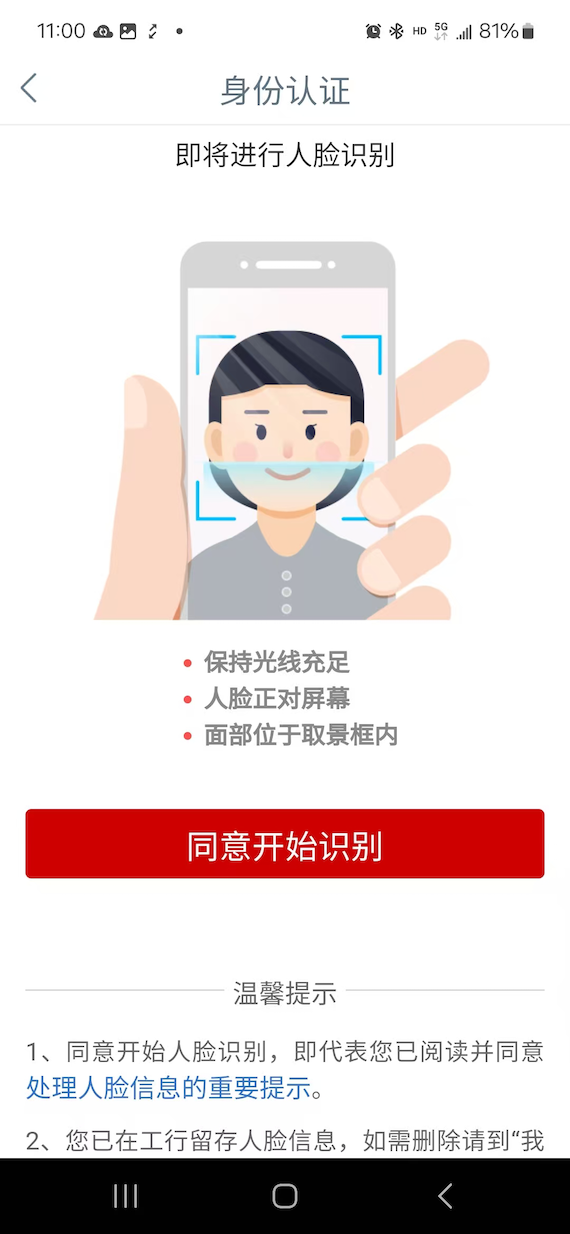 11:00 HD 5G 81%
身份认证
即将进行人脸识别
保持光线充足
人脸正对屏幕
面部位于取景框内
同意开始识别
温馨提示
1、同意开始人脸识别，即代表您已阅读并同意
处理人脸信息的重要提示。
2、您已在工行留存人脸信息，如需删除请到“我